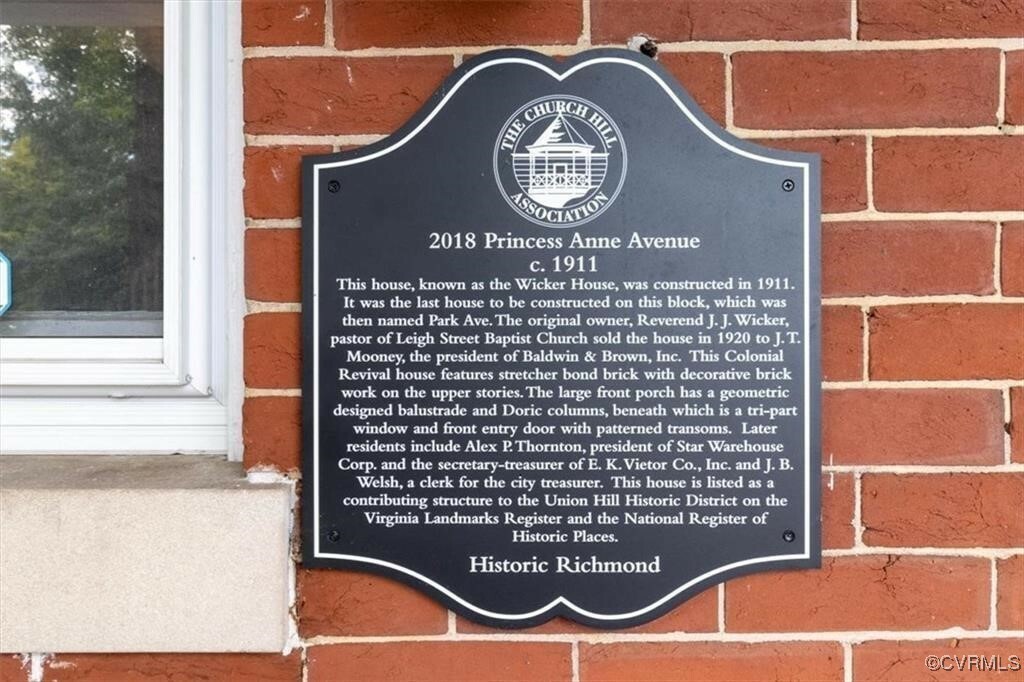 THE CHURCH HILL
ASSOCIATION
2018 Princess Anne Avenue
c. 1911
This house, known as the Wicker House, was constructed in 1911.
It was the last house to be constructed on this block, which was
then named Park Ave. The original owner, Reverend J. J. Wicker,
pastor of Leigh Street Baptist Church sold the house in 1920 to J. T.
Mooney, the president of Baldwin & Brown, Inc. This Colonial
Revival house features stretcher bond brick with decorative brick
work on the upper stories. The large front porch has a geometric
designed balustrade and Doric columns, beneath which is a tri-part
window and front entry door with patterned transoms. Later
residents include Alex P. Thornton, president of Star Warehouse
Corp. and the secretary-treasurer of E. K. Vietor Co., Inc. and J. B.
Welsh, a clerk for the city treasurer. This house is listed as a
contributing structure to the Union Hill Historic District on the
Virginia Landmarks Register and the National Register of
Historic Places.
Historic Richmond
©CVRMLS